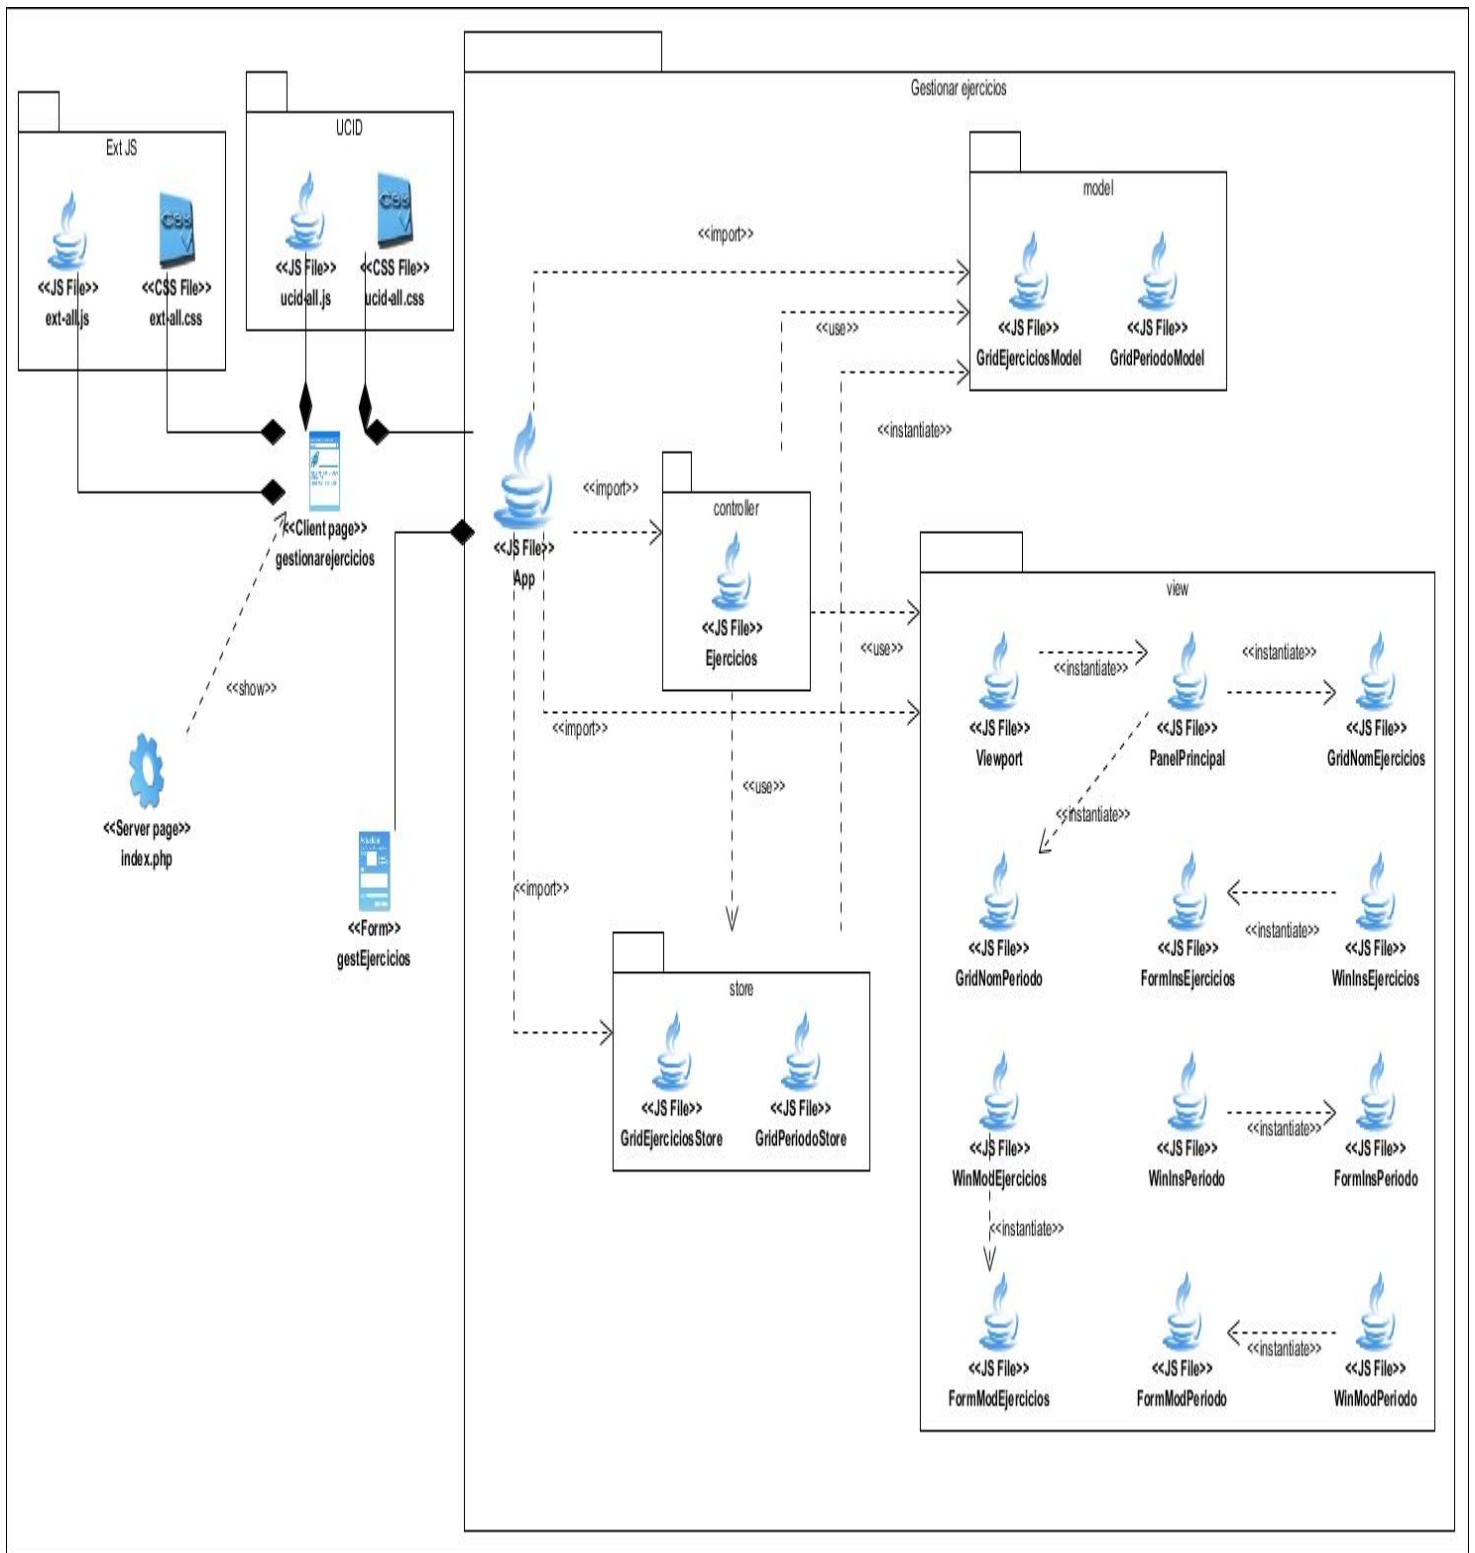 Gestionar ejercicios
Ext JS
<<JS File>>
ext-all.js
<<CSS File>>
ext-all.css
UCID
<<JS File>>
ucid-all.js
<<CSS File>>
ucid-all.css
<<Client page>>
gestionarejercicios
<<show>>
<<Server page>>
index.php
<<Form>>
gestEjercicios
<<JS File>>
App
<<import>>
<<import>>
<<import>>
<<import>>
<<use>>
<<instantiate>>
<<use>>
<<use>>
model
<<JS File>>
GridEjerciciosModel
<<JS File>>
GridPeriodoModel
controller
<<JS File>>
Ejercicios
store
<<JS File>>
GridEjerciciosStore
<<JS File>>
GridPeriodoStore
view
<<JS File>>
Viewport
<<instantiate>>
<<JS File>>
PanelPrincipal
<<instantiate>>
<<JS File>>
GridNomEjercicios
<<instantiate>>
<<JS File>>
GridNomPeriodo
<<JS File>>
FormInsEjercicios
<<instantiate>>
<<JS File>>
WinInsEjercicios
<<JS File>>
WinModEjercicios
<<JS File>>
WinInsPeriodo
<<instantiate>>
<<JS File>>
FormInsPeriodo
<<instantiate>>
<<JS File>>
FormModEjercicios
<<JS File>>
FormModPeriodo
<<instantiate>>
<<JS File>>
WinModPeriodo
CSS
CSS